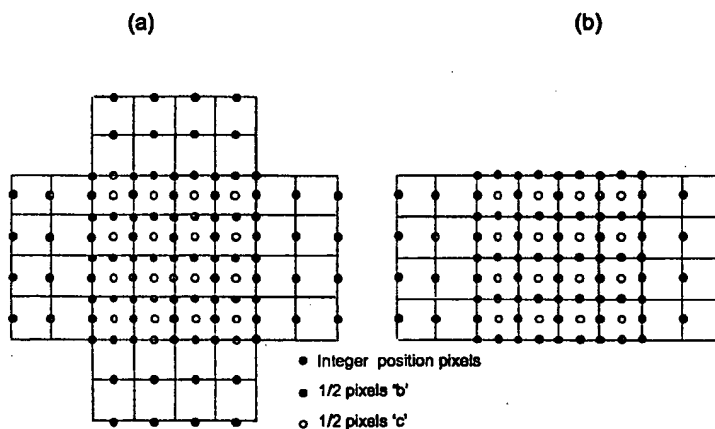 (a) (b)
Integer position pixels
1/2 pixels 'b'
1/2 pixels 'c'